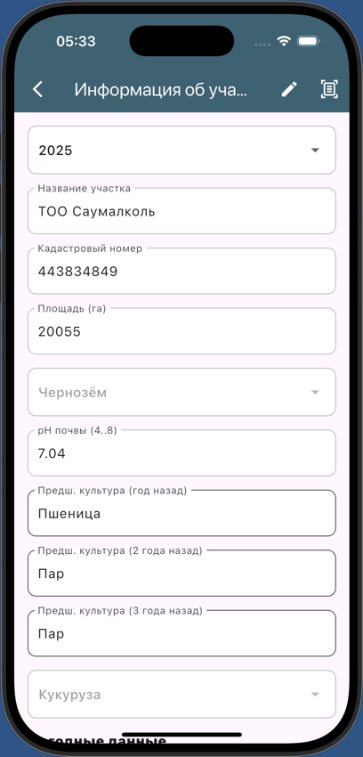 05:33
Информация об уча...
2025
Название участка
ТОО Саумалколь
Кадастровый номер
443834849
Площадь (га)
20055
Чернозём
pH почвы (4..8)
7.04
Предш. культура (год назад)
Пшеница
Предш. культура (2 года назад)
Пар
Предш. культура (3 года назад)
Пар
Кукуруза
данные